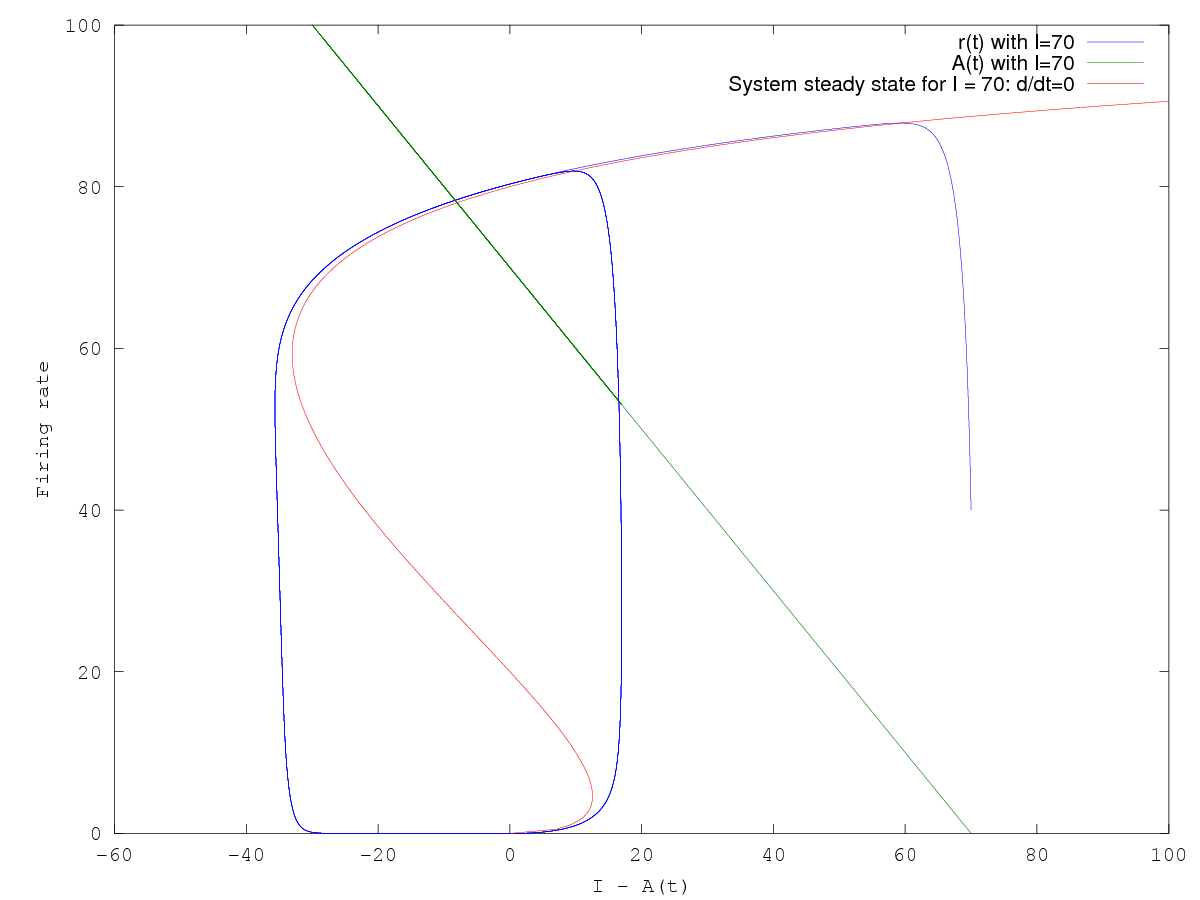 r(t) with I=70
A(t) with I=70
System steady state for I = 70: d/dt=0
100
80
60
40
20
0
Firing rate
-60 -40 -20 0 20 40 60 80 100
I - A(t)